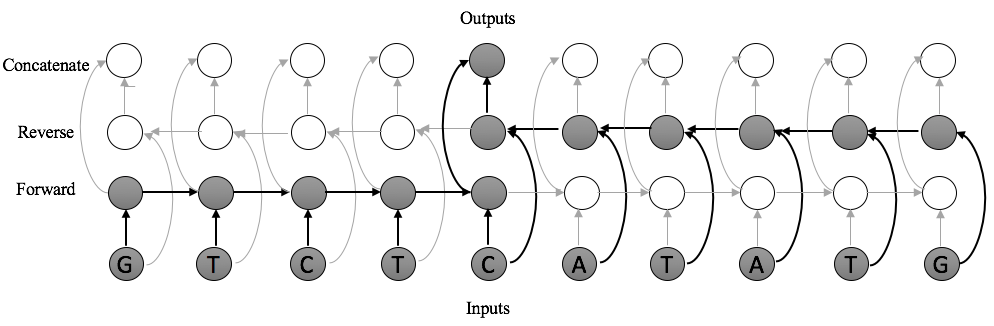 Outputs
Concatenate
Reverse
Forward
G T C T C A T A T G
Inputs